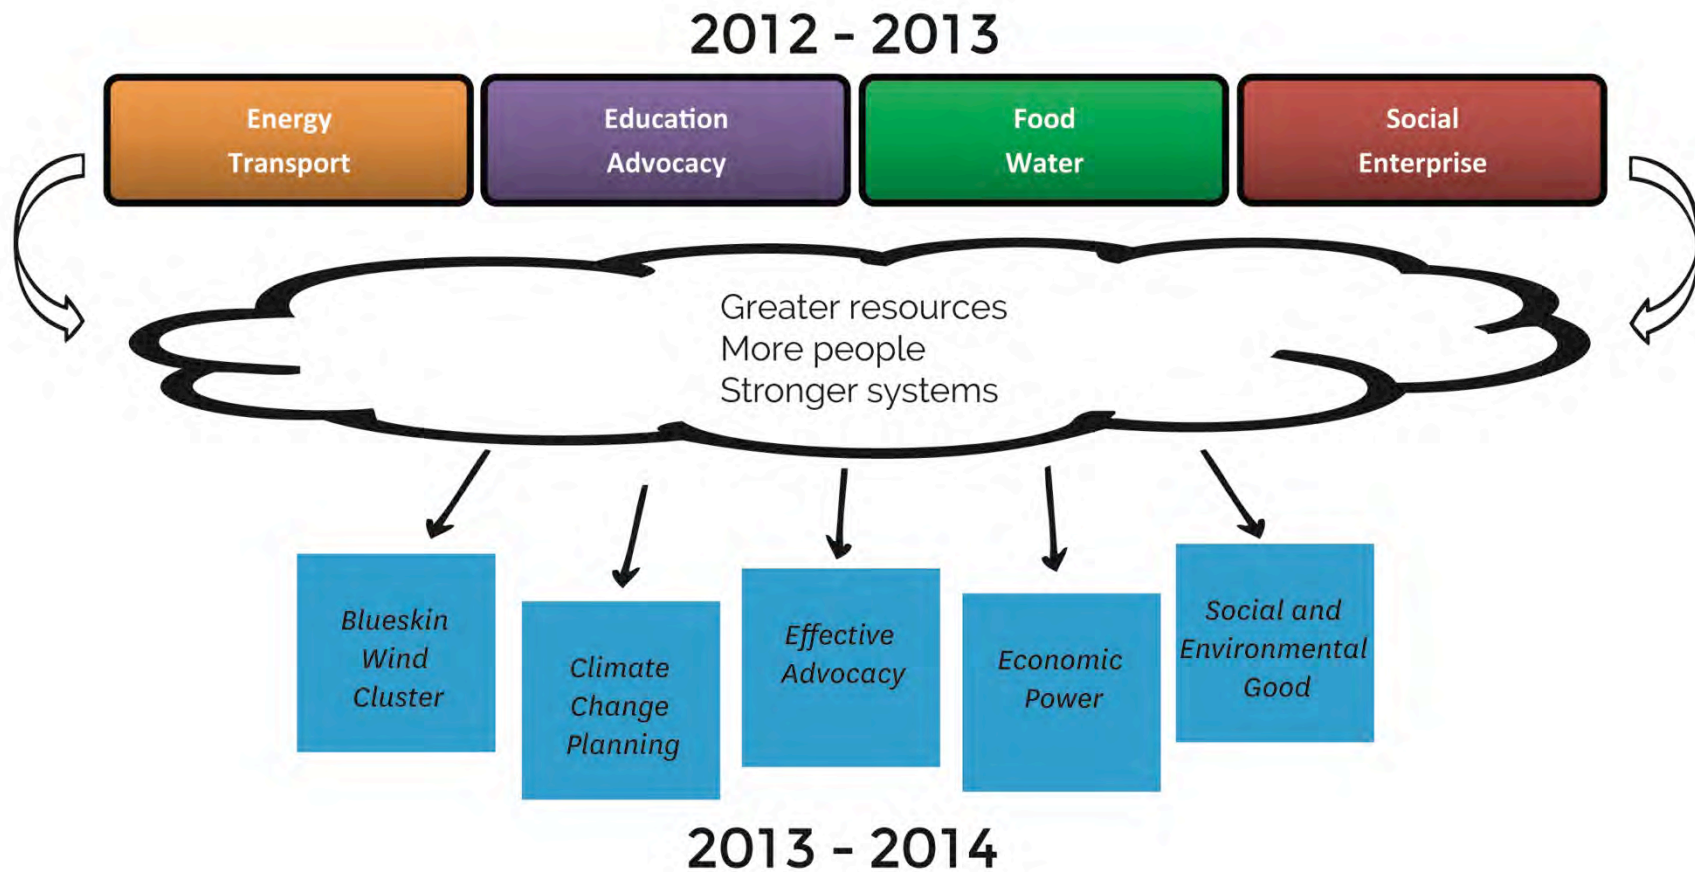 2012 - 2013
Energy
Transport
Education
Advocacy
Food
Water
Social
Enterprise
Greater resources
More people
Stronger systems
Blueskin
Wind
Cluster
Climate
Change
Planning
Effective
Advocacy
Economic
Power
Social and
Environmental
Good
2013 - 2014